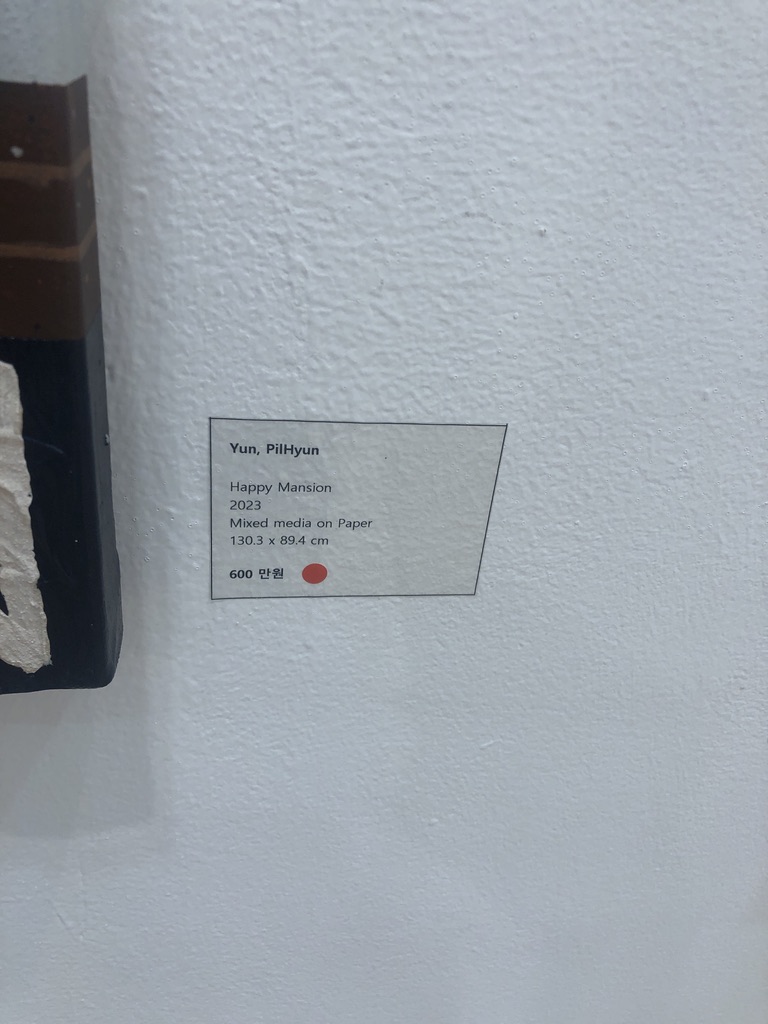 Yun, PilHyun
Happy Mansion
2023
Mixed media on Paper
130.3 x 89.4 cm
600 만원